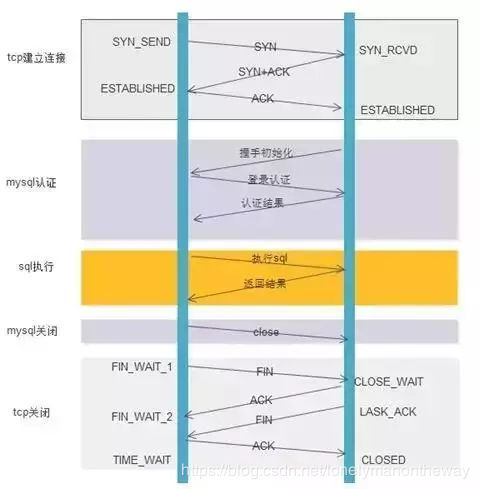 SYN_SEND
SYN
SYN_RCVD
tcp建立连接
SYN+ACK
ESTABLISHED
ACK
ESTABLISHED
握手初始化
mysql认证
登录认证
认证结果
执行sql
sql执行
返回结果
mysql关闭
close
FIN_WAIT_1
FIN
CLOSE_WAIT
ACK
FIN_WAIT_2
LASK_ACK
FIN
tcp关闭
ACK
TIME_WAIT
CLOSED
https://blog.csdn.net/lonelymanontheway